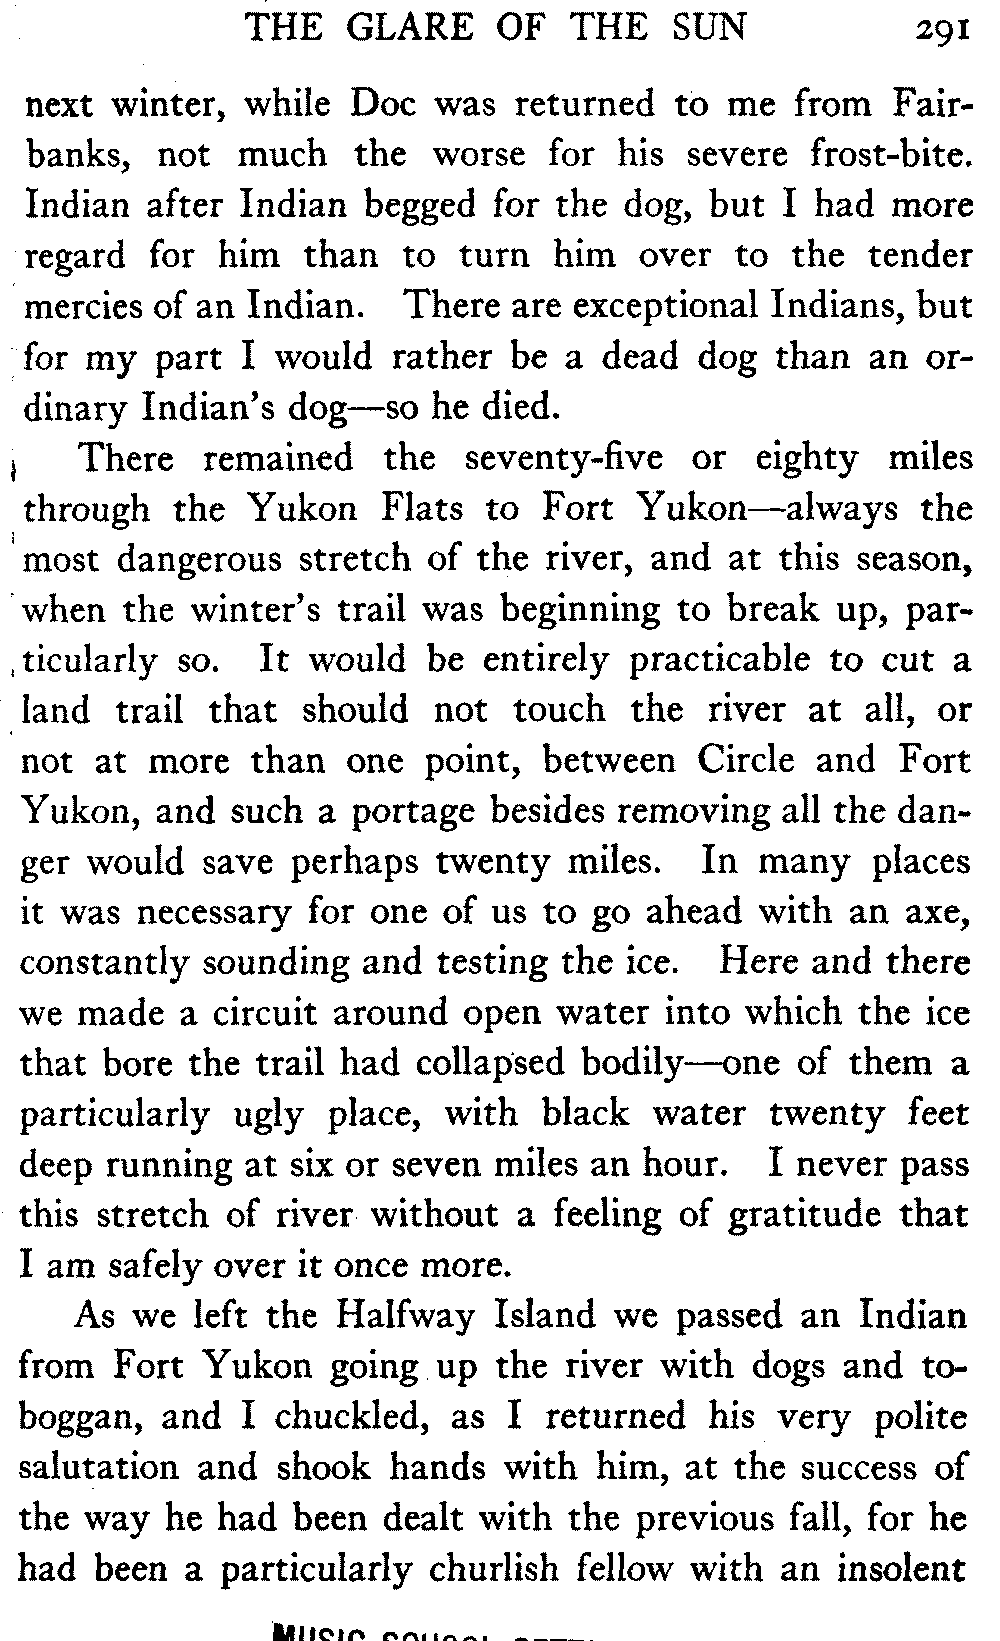 THE GLARE OF THE SUN 291
next winter, while Doc was returned to me from Fair-
banks, not much the worse for his severe frost-bite.
Indian after Indian begged for the dog, but I had more
regard for him than to turn him over to the tender
mercies of an Indian. There are exceptional Indians, but
for my part I would rather be a dead dog than an or-
dinary Indian's dog—so he died.
There remained the seventy-five or eighty miles
through the Yukon Flats to Fort Yukon—always the
most dangerous stretch of the river, and at this season,
when the winter's trail was beginning to break up, par-
ticularly so. It would be entirely practicable to cut a
land trail that should not touch the river at all, or
not at more than one point, between Circle and Fort
Yukon, and such a portage besides removing all the dan-
ger would save perhaps twenty miles. In many places
it was necessary for one of us to go ahead with an axe,
constantly sounding and testing the ice. Here and there
we made a circuit around open water into which the ice
that bore the trail had collapsed bodily—one of them a
particularly ugly place, with black water twenty feet
deep running at six or seven miles an hour. I never pass
this stretch of river without a feeling of gratitude that
I am safely over it once more.
As we left the Halfway Island we passed an Indian
from Fort Yukon going up the river with dogs and to-
boggan, and I chuckled, as I returned his very polite
salutation and shook hands with him, at the success of
the way he had been dealt with the previous fall, for he
had been a particularly churlish fellow with an insolent
MUSIC SCHOOL